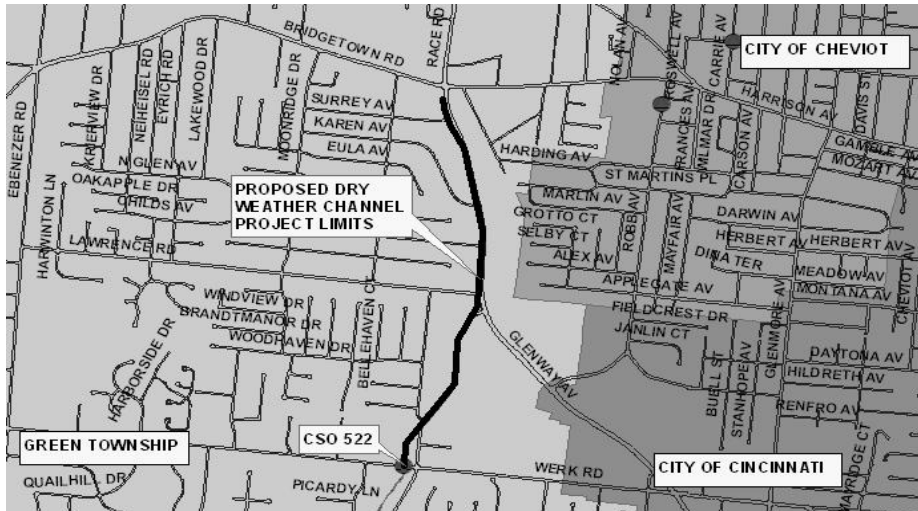 BRIDGETOWN RD
RACE RD
NOLAN AV
ROSWELL AV
CARRIE AV
CITY OF CHEVIOT
HARRISON AV
DAVIS ST
EBENEZER RD
KRIERVIEW DR
NEIHEISEL RD
EYRICH RD
LAKEWOOD DR
MOONRIDGE DR
SURREY AV
KAREN AV
EULA AV
HARDING AV
FRANCES AV
MILMAR DR
CARSON AV
GAMBLE AV
MOZART AV
N GLEN AV
OAKAPPLE DR
CHILDS AV
HARWINTON LN
LAWRENCE RD
PROPOSED DRY
WEATHER CHANNEL
PROJECT LIMITS
ST MARTINS PL
MARLIN AV
GROTTO CT
SELBY CT
ALEX AV
ROBB AV
MAYFAIR AV
DARWIN AV
HERBERT AV
HERBERT AV
DINA TER
MEADOW AV
MONTANA AV
CHEVIOT AV
APPLEGATE AV
FIELDCREST DR
JANLIN CT
WINDVIEW DR
BRANDTMANOR DR
WOODHAVEN DR
BELLEHAVEN CT
HARBORSIDE DR
GLENWAY AV
GLENMORE AV
BUELL ST
STANHOPE AV
DAYTONA AV
HILDRETH AV
RENFRO AV
GREEN TOWNSHIP
CSO 522
WERK RD
CITY OF CINCINNATI
QUAILHILL DR
PICARDY LN